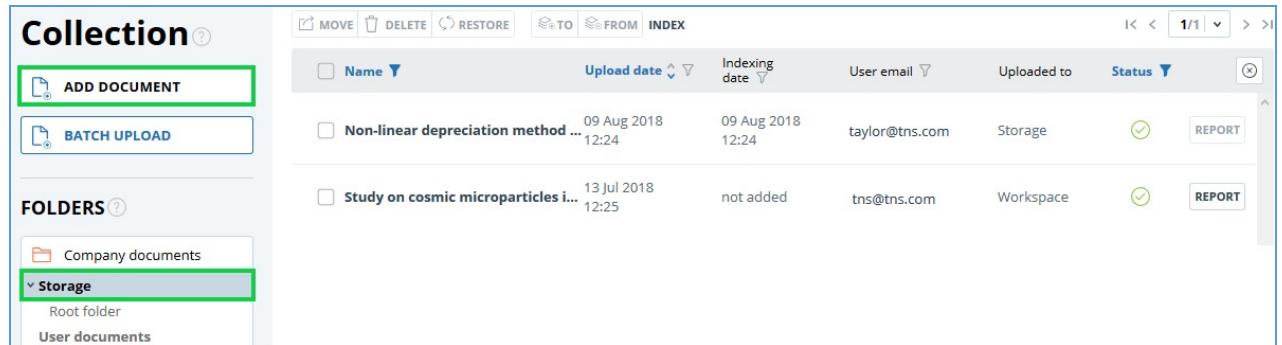 Collection ?
ADD DOCUMENT
BATCH UPLOAD
FOLDERS ?
Company documents
Storage
Root folder
User documents
MOVE DELETE RESTORE TO FROM INDEX 1/1
Name Upload date Indexing date User email Uploaded to Status
Non-linear depreciation method ... 09 Aug 2018 12:24 09 Aug 2018 12:24 taylor@tns.com Storage REPORT
Study on cosmic microparticles i... 13 Jul 2018 12:25 not added tns@tns.com Workspace REPORT